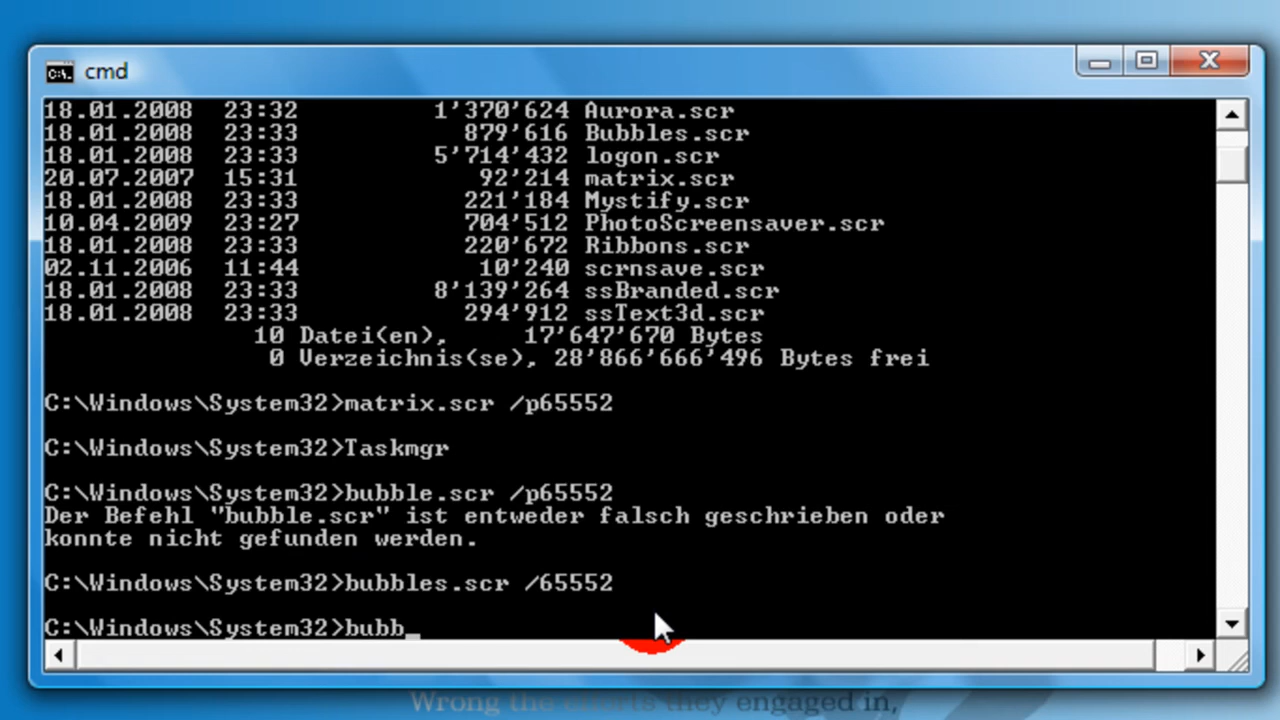 cmd
18.01.2008 23:32 1'370'624 Aurora.scr
18.01.2008 23:33 879'616 Bubbles.scr
18.01.2008 23:33 5'714'432 logon.scr
20.07.2007 15:31 92'214 matrix.scr
18.01.2008 23:33 221'184 Mystify.scr
10.04.2009 23:27 704'512 PhotoScreensaver.scr
18.01.2008 23:33 220'672 Ribbons.scr
02.11.2006 11:44 10'240 scrnsave.scr
18.01.2008 23:33 8'139'264 ssBranded.scr
18.01.2008 23:33 294'912 ssText3d.scr
10 Datei(en), 17'647'670 Bytes
0 Verzeichnis(se), 28'866'666'496 Bytes frei
C:\Windows\System32>matrix.scr /p65552
C:\Windows\System32>Taskmgr
C:\Windows\System32>bubble.scr /p65552
Der Befehl "bubble.scr" ist entweder falsch geschrieben oder
konnte nicht gefunden werden.
C:\Windows\System32>bubbles.scr /65552
C:\Windows\System32>bubb_
Wrong the efforts they engaged in,